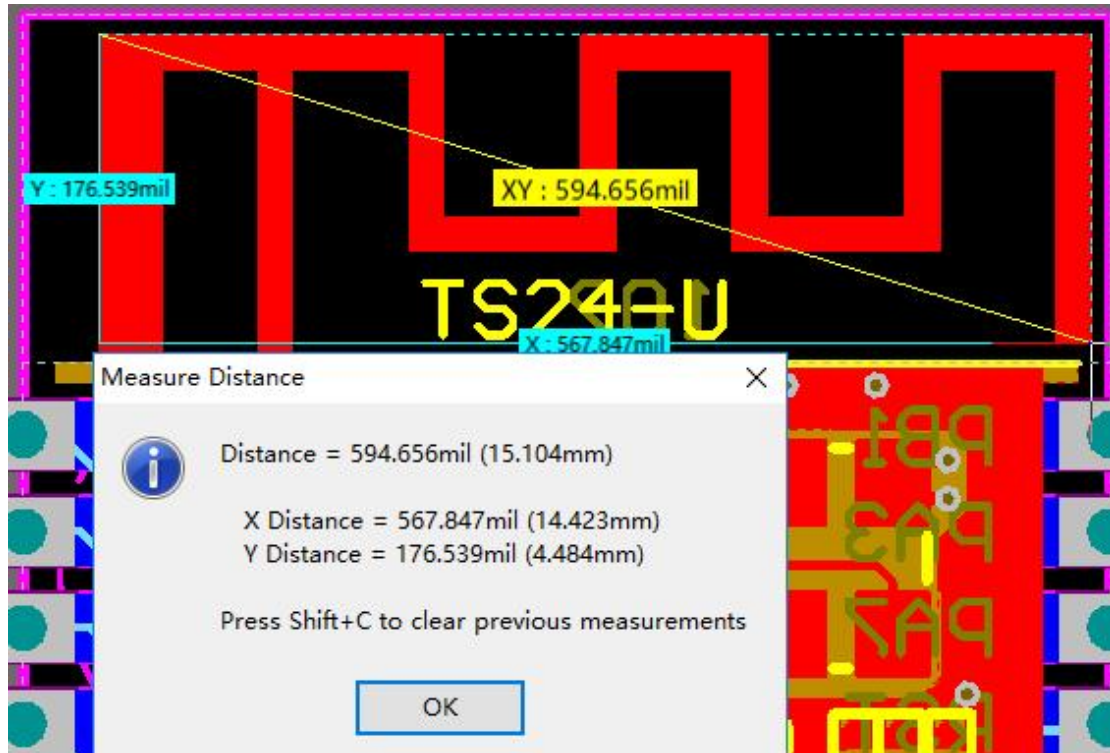 Y : 176.539mil
XY : 594.656mil
TS24-U
X : 567.847mil
Measure Distance
Distance = 594.656mil (15.104mm)
X Distance = 567.847mil (14.423mm)
Y Distance = 176.539mil (4.484mm)
Press Shift+C to clear previous measurements
OK
PB1
PA3
PA7